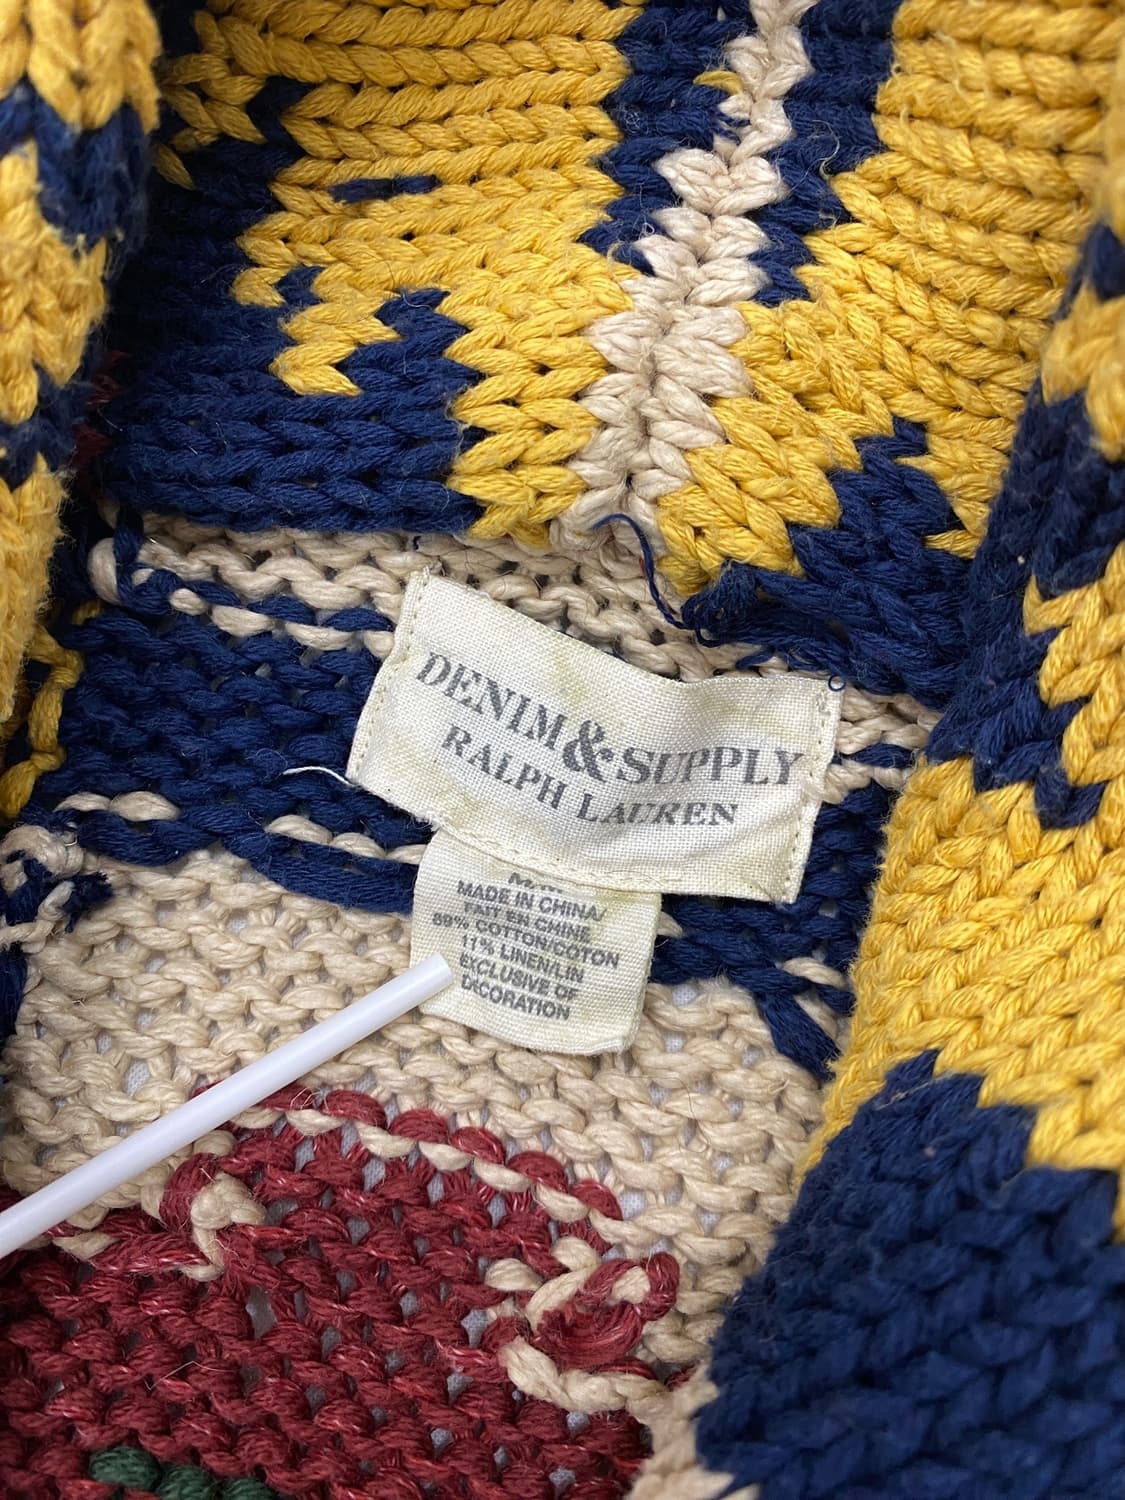 DENIM & SUPPLY
RALPH LAUREN
MADE IN CHINA/
FAIT EN CHINE
89% COTTON/COTON
11% LINEN/LIN
EXCLUSIVE OF
DECORATION